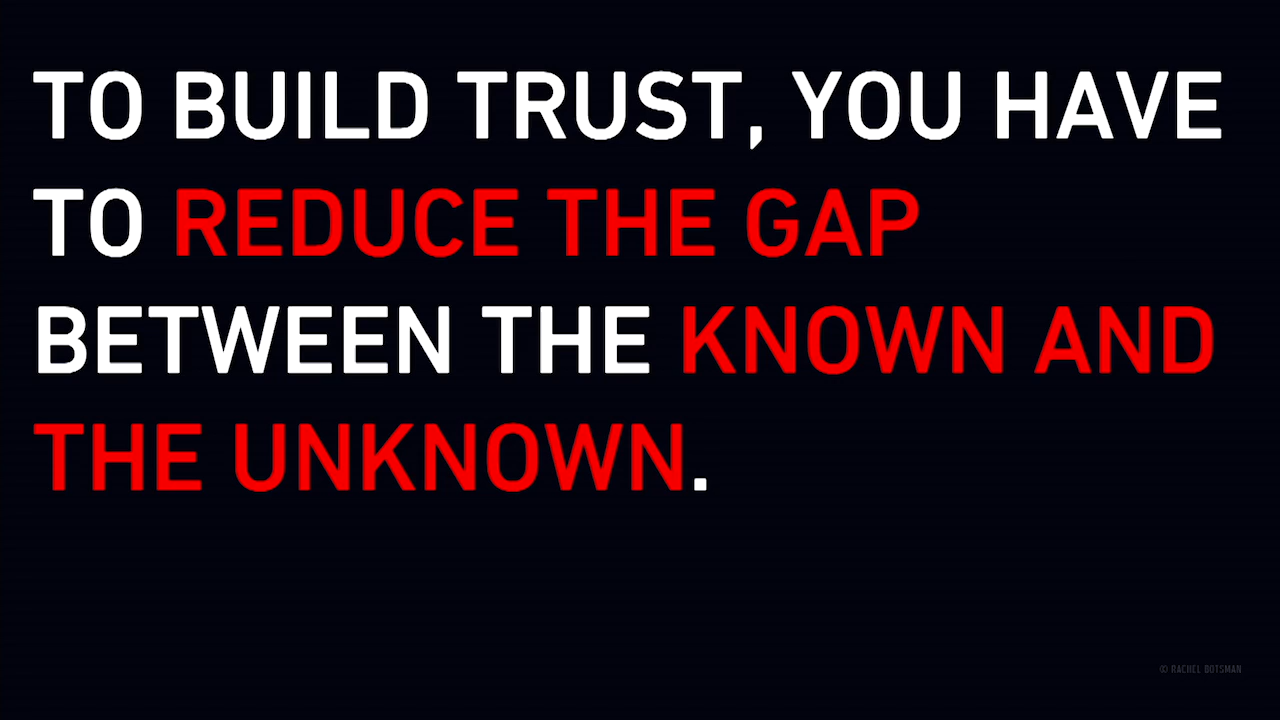 TO BUILD TRUST, YOU HAVE
TO REDUCE THE GAP
BETWEEN THE KNOWN AND
THE UNKNOWN.
© RACHEL BOTSMAN